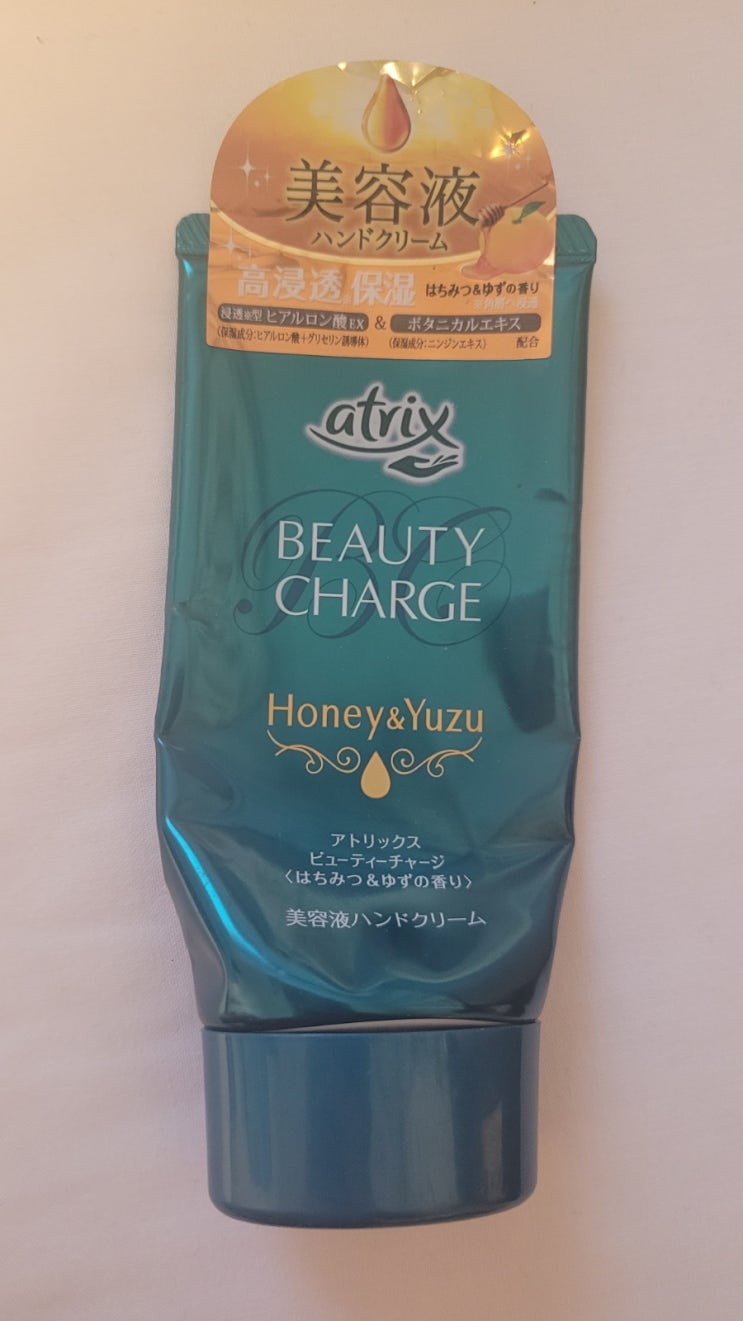 美容液
ハンドクリーム
高浸透※保湿 はちみつ&ゆずの香り
※角層へ浸透
浸透※型 ヒアルロン酸EX & ボタニカルエキス
(保湿成分:ヒアルロン酸+グリセリン誘導体) (保湿成分:ニンジンエキス) 配合
atrix
BC
BEAUTY
CHARGE
Honey&Yuzu
アトリックス
ビューティーチャージ
〈はちみつ&ゆずの香り〉
美容液ハンドクリーム